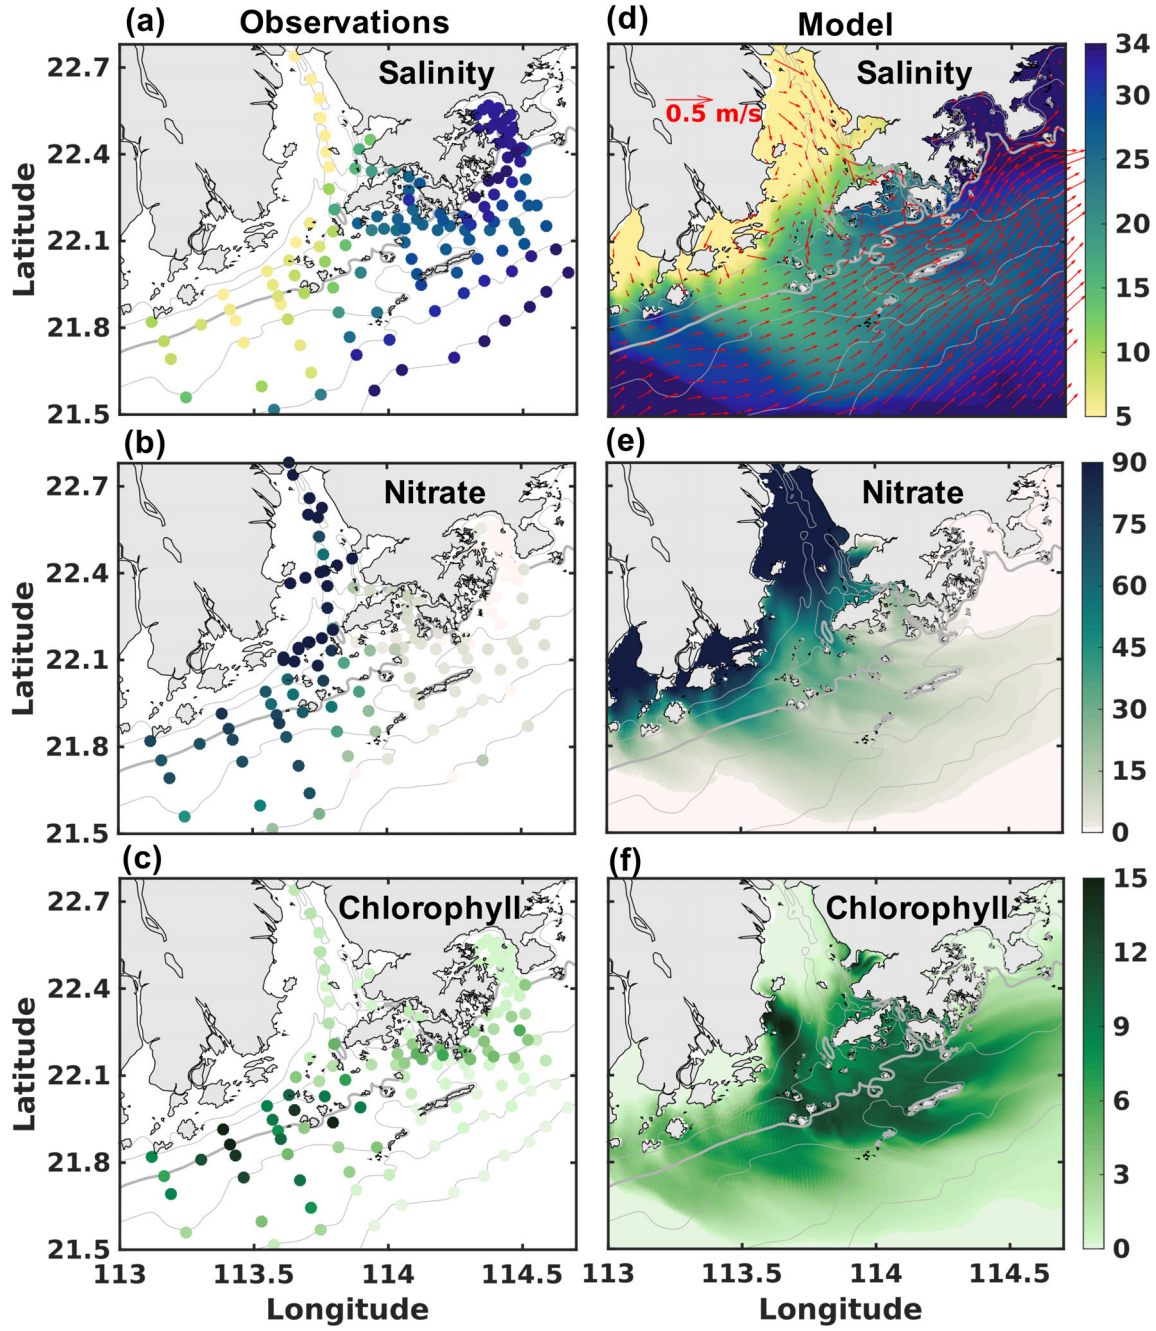 (a) Observations
(d) Model
Salinity
22.7
22.4
22.1
21.8
21.5
Latitude
Salinity
0.5 m/s
34
30
25
20
15
10
5
(b)
Nitrate
22.7
22.4
22.1
21.8
21.5
Latitude
(e)
Nitrate
90
75
60
45
30
15
0
(c)
Chlorophyll
22.7
22.4
22.1
21.8
21.5
Latitude
113 113.5 114 114.5
Longitude
(f)
Chlorophyll
15
12
9
6
3
0
113 113.5 114 114.5
Longitude